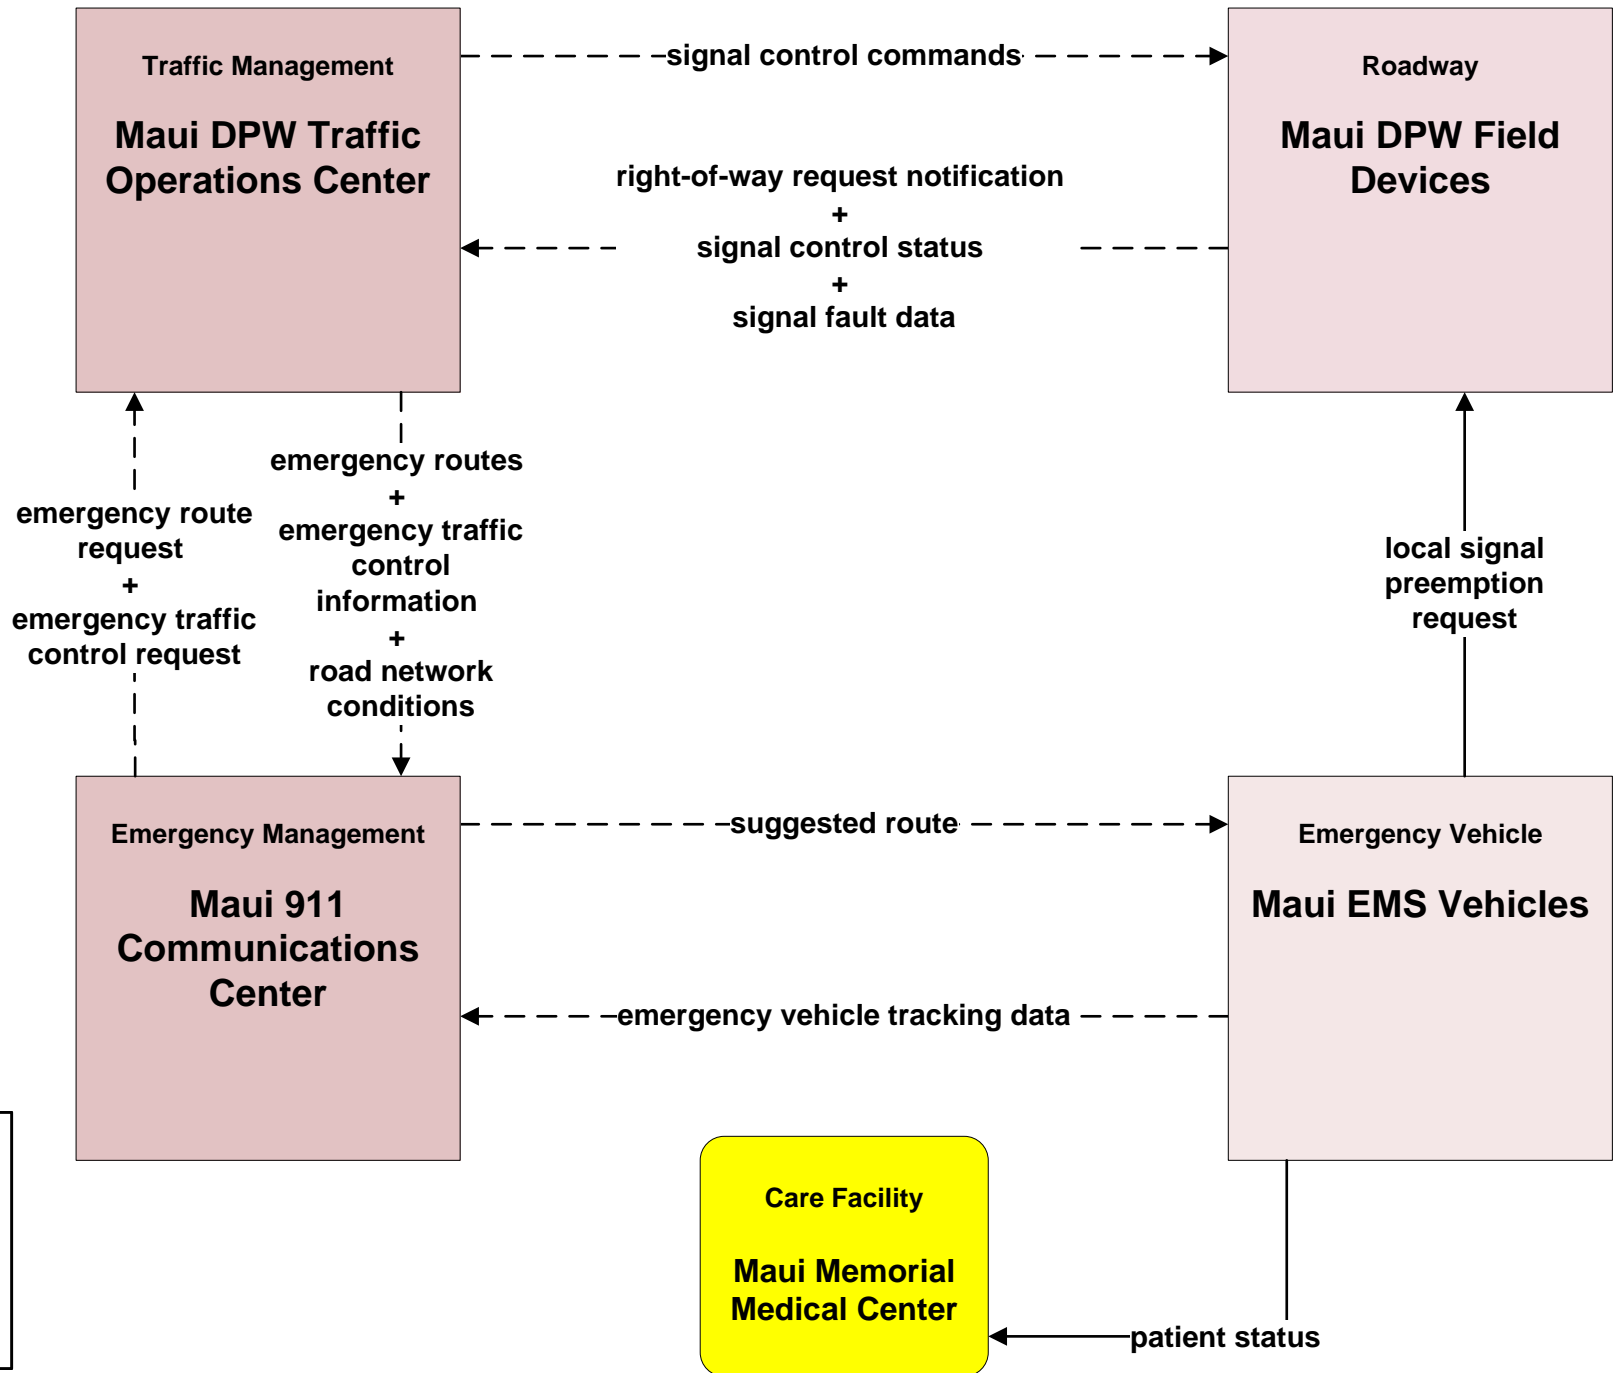 Traffic Management
Maui DPW Traffic
Operations Center
signal control commands
Roadway
Maui DPW Field
Devices
right-of-way request notification
+
signal control status
+
signal fault data
emergency route
request
+
emergency traffic
control request
emergency routes
+
emergency traffic
control
information
+
road network
conditions
local signal
preemption
request
Emergency Management
Maui 911
Communications
Center
suggested route
Emergency Vehicle
Maui EMS Vehicles
emergency vehicle tracking data
Care Facility
Maui Memorial
Medical Center
patient status